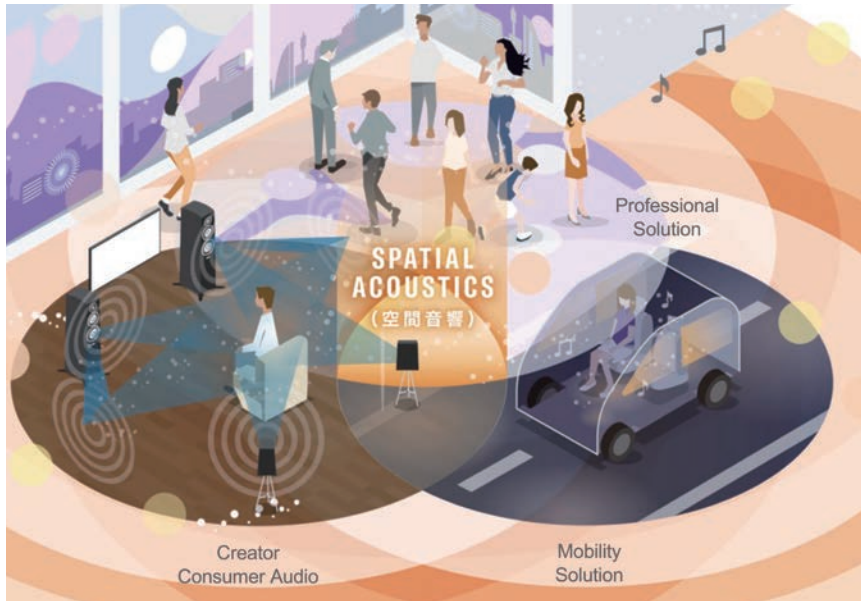 Professional
Solution
SPATIAL
ACOUSTICS
(空間音響)
Creator
Consumer Audio
Mobility
Solution